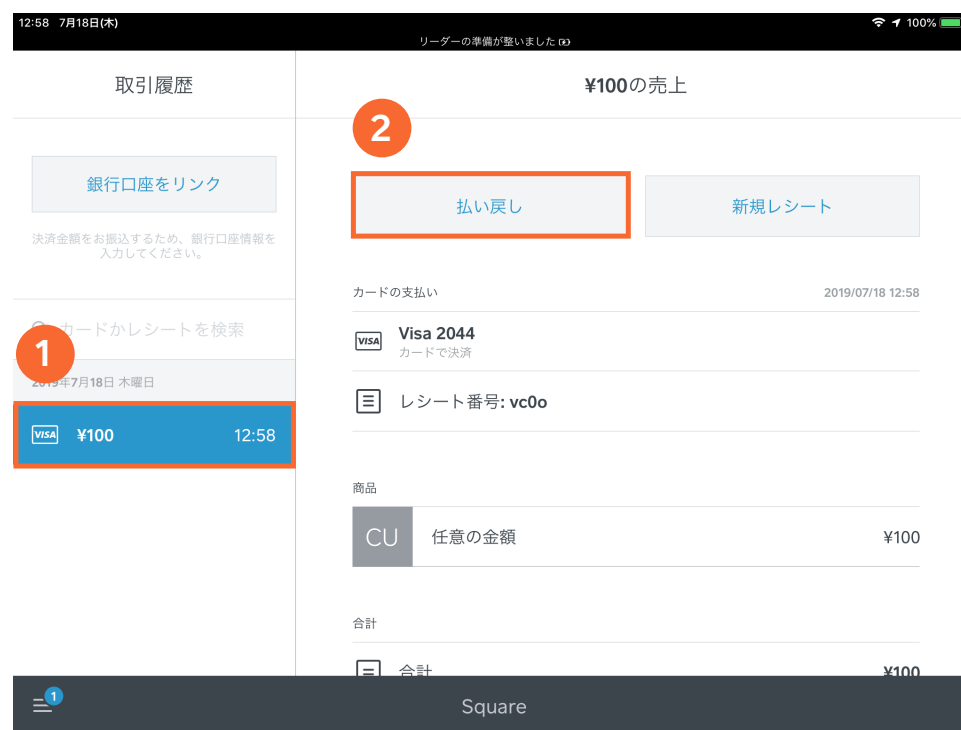 12:58 7月18日(木)
100%
リーダーの準備が整いました
取引履歴
¥100の売上
2
銀行口座をリンク
払い戻し
新規レシート
決済金額をお振込するため、銀行口座情報を
入力してください。
カードの支払い
2019/07/18 12:58
カードかレシートを検索
VISA
Visa 2044
カードで決済
1
2019年7月18日 木曜日
レシート番号: vc0o
VISA ¥100 12:58
商品
CU 任意の金額 ¥100
合計
合計 ¥100
1
Square